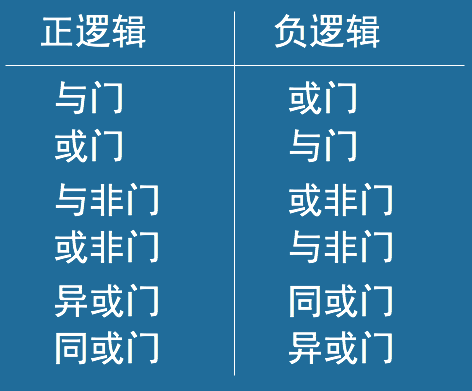 正逻辑 负逻辑
与门 或门
或门 与门
与非门 或非门
或非门 与非门
异或门 同或门
同或门 异或门